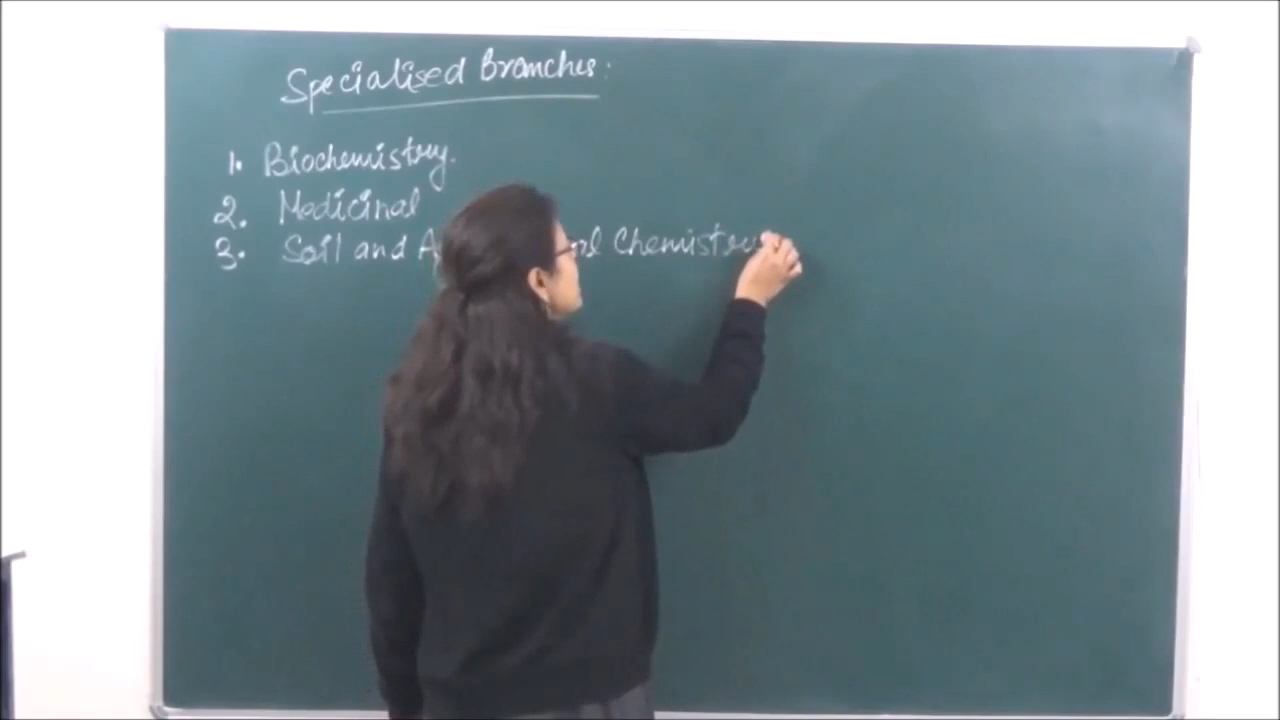 Specialised Branches:
1. Biochemistry.
2. Medicinal
3. Soil and Chemistry